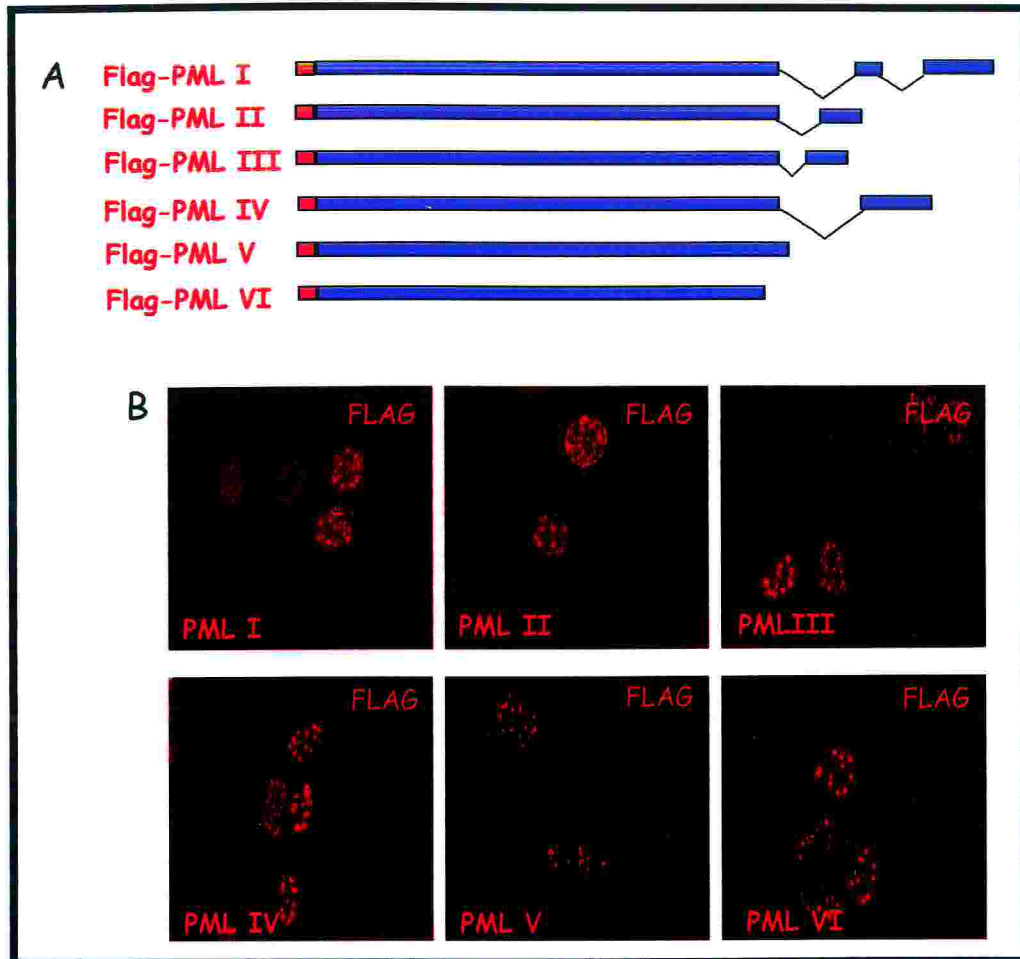 A
Flag-PML I
Flag-PML II
Flag-PML III
Flag-PML IV
Flag-PML V
Flag-PML VI
B
FLAG
PML I
FLAG
PML II
FLAG
PMLIII
FLAG
PML IV
FLAG
PML V
FLAG
PML VI